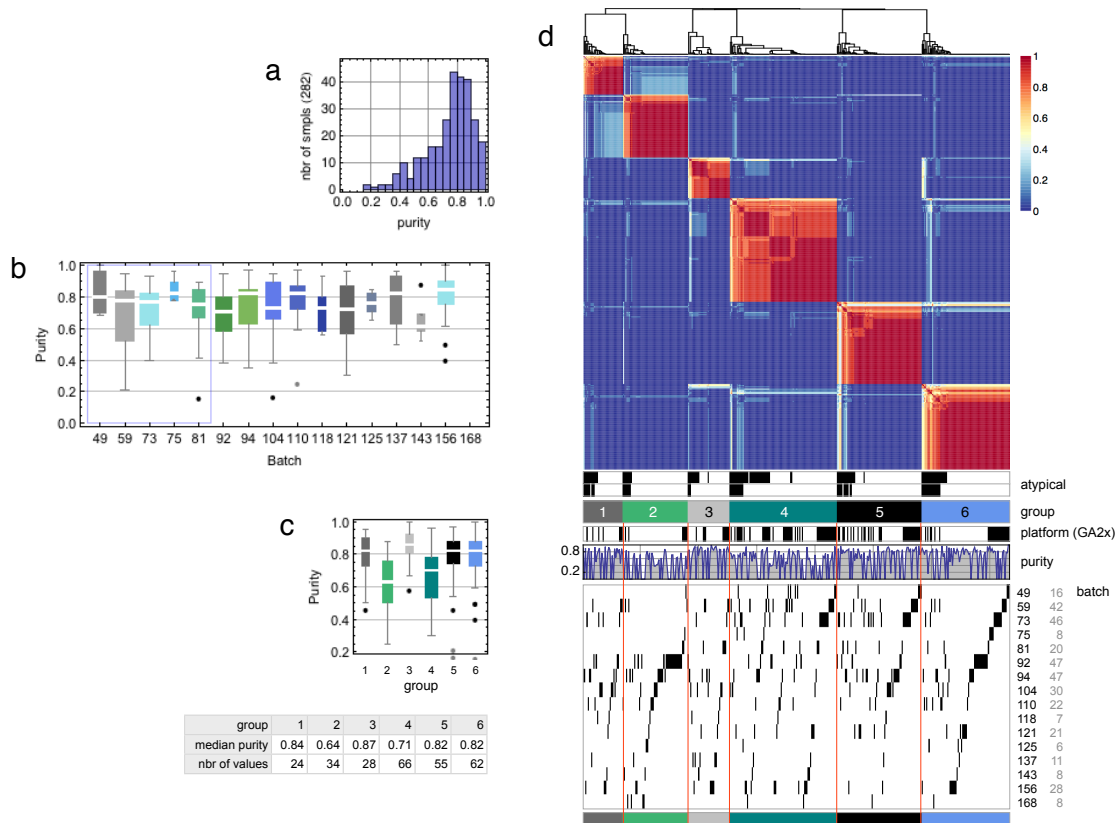 a
nbr of smpls (282)
40
20
0
0.0 0.2 0.4 0.6 0.8 1.0
purity
b
Purity
1.0
0.8
0.6
0.4
0.2
0.0
49 59 73 75 81 92 94 104 110 118 121 125 137 143 156 168
Batch
c
Purity
1.0
0.8
0.6
0.4
0.2
1 2 3 4 5 6
group
group 1 2 3 4 5 6
median purity 0.84 0.64 0.87 0.71 0.82 0.82
nbr of values 24 34 28 66 55 62
d
1
0.8
0.6
0.4
0.2
0
atypical
1 2 3 4 5 6 group
platform (GA2x)
0.8
0.2
purity
batch
49 16
59 42
73 46
75 8
81 20
92 47
94 47
104 30
110 22
118 7
121 21
125 6
137 11
143 8
156 28
168 8